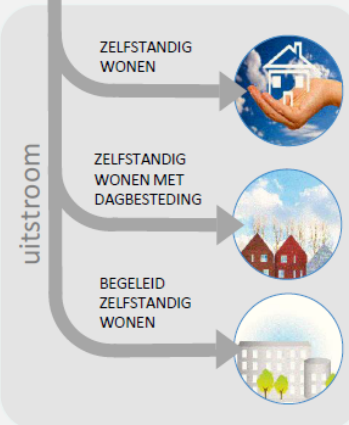 ZELFSTANDIG
WONEN
ZELFSTANDIG
WONEN MET
DAGBESTEDING
BEGELEID
ZELFSTANDIG
WONEN
uitstroom